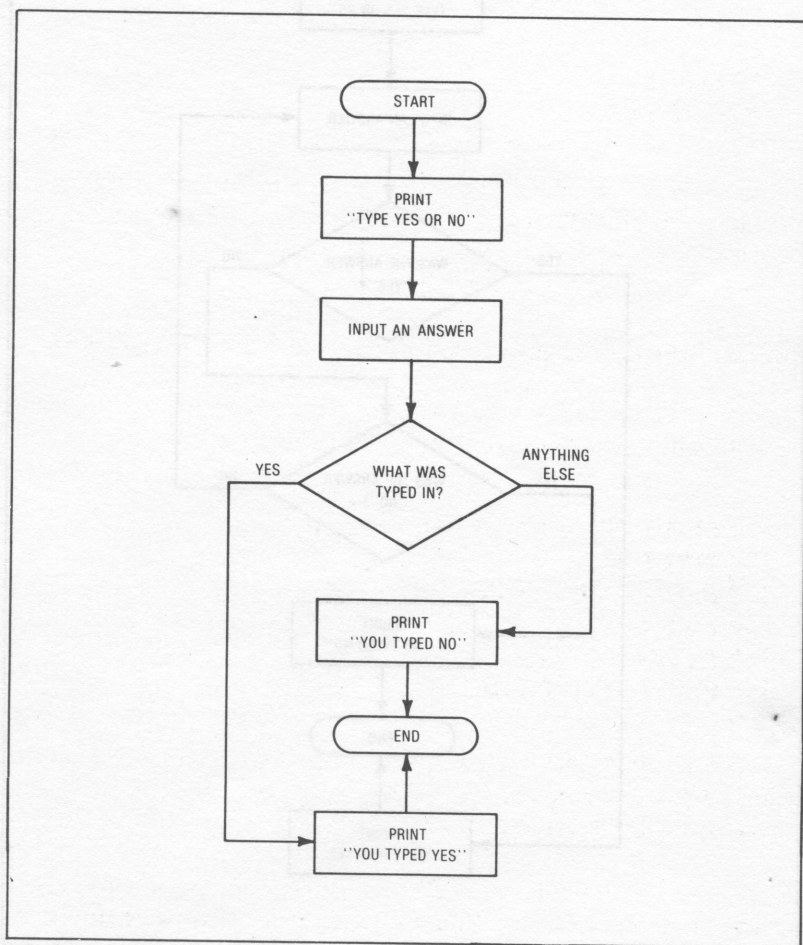 START
PRINT
''TYPE YES OR NO''
INPUT AN ANSWER
WHAT WAS
TYPED IN?
YES
ANYTHING
ELSE
PRINT
''YOU TYPED NO''
END
PRINT
''YOU TYPED YES''